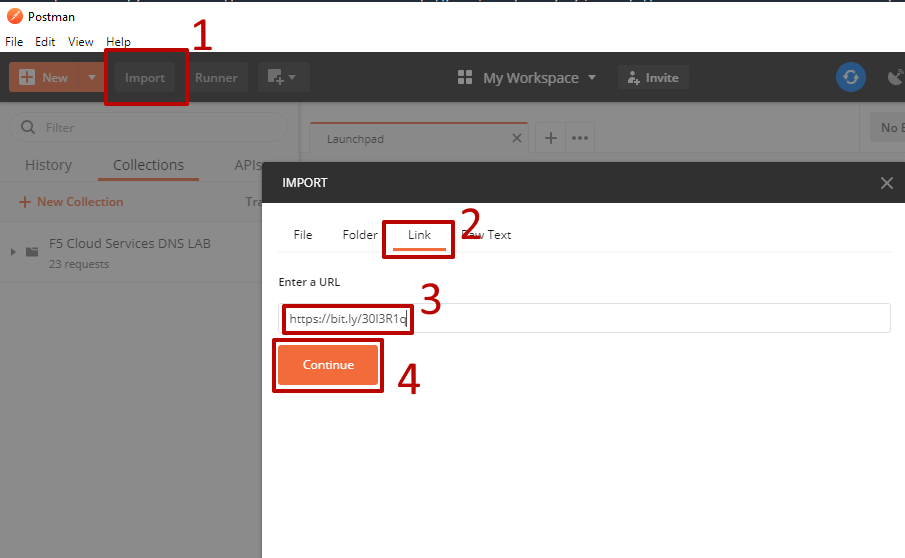 Postman
File Edit View Help
1
New Import Runner My Workspace Invite
Filter
Launchpad
No
History Collections APIs
New Collection
F5 Cloud Services DNS LAB
23 requests
IMPORT
File Folder Link Raw Text
2
Enter a URL
3
https://bit.ly/30I3R1q
Continue
4